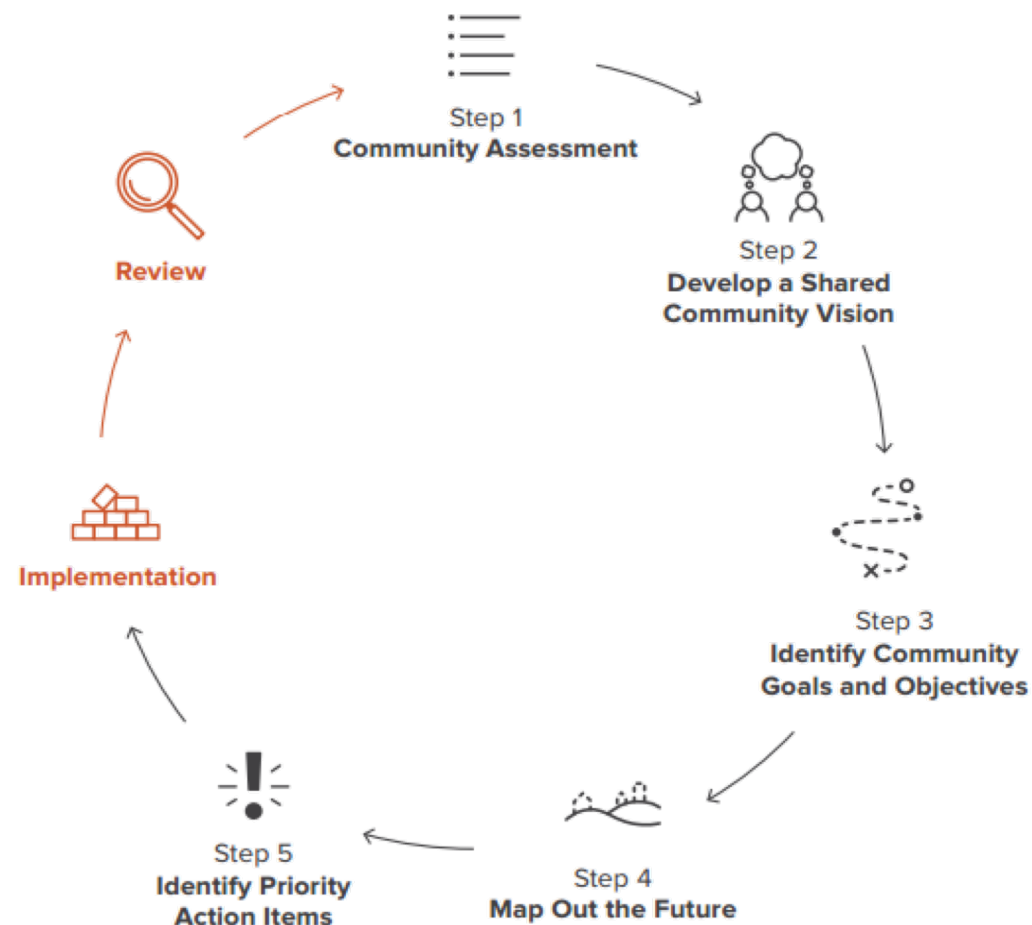 Step 1
Community Assessment
Step 2
Develop a Shared
Community Vision
Step 3
Identify Community
Goals and Objectives
Step 4
Map Out the Future
Step 5
Identify Priority
Action Items
Implementation
Review